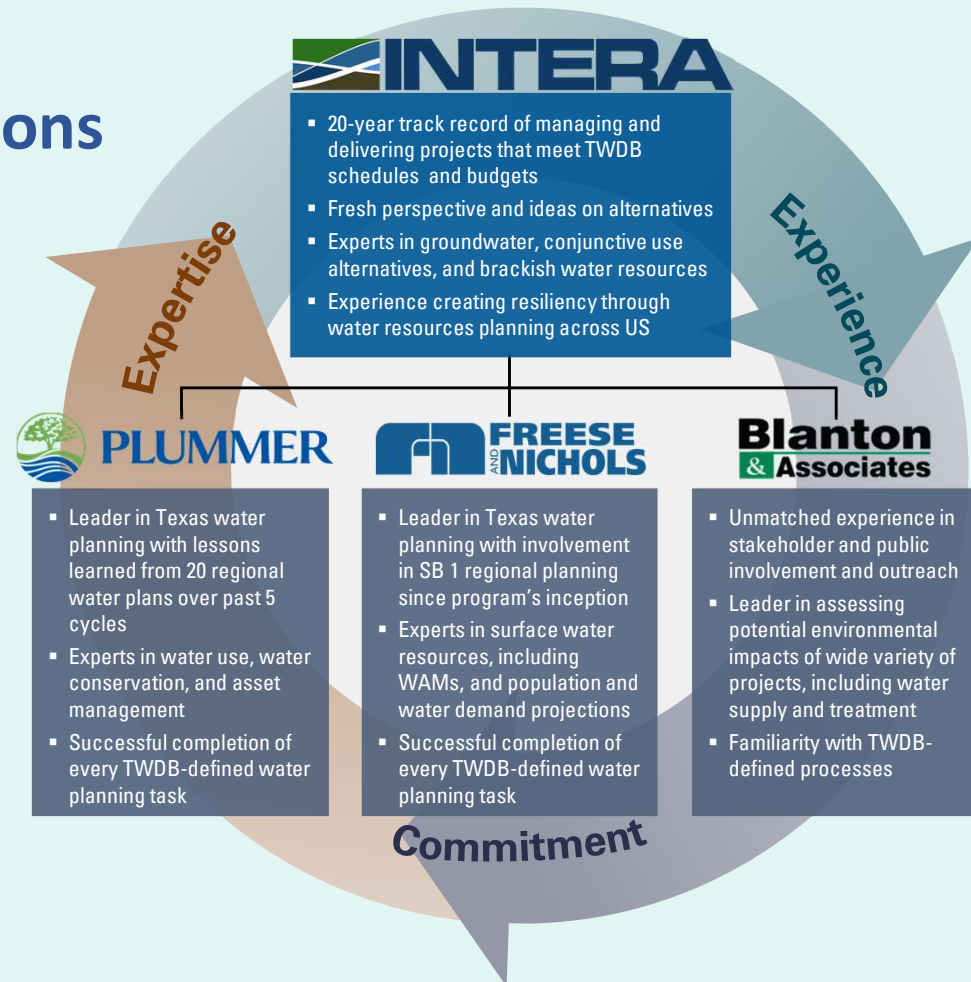 ons
INTERA
▪ 20-year track record of managing and
delivering projects that meet TWDB
schedules and budgets
▪ Fresh perspective and ideas on alternatives
▪ Experts in groundwater, conjunctive use
alternatives, and brackish water resources
▪ Experience creating resiliency through
water resources planning across US
Expertise
Experience
PLUMMER
▪ Leader in Texas water
planning with lessons
learned from 20 regional
water plans over past 5
cycles
▪ Experts in water use, water
conservation, and asset
management
▪ Successful completion of
every TWDB-defined water
planning task
FREESE
AND
NICHOLS
▪ Leader in Texas water
planning with involvement
in SB 1 regional planning
since program's inception
▪ Experts in surface water
resources, including
WAMs, and population and
water demand projections
▪ Successful completion of
every TWDB-defined water
planning task
Blanton
& Associates
▪ Unmatched experience in
stakeholder and public
involvement and outreach
▪ Leader in assessing
potential environmental
impacts of wide variety of
projects, including water
supply and treatment
▪ Familiarity with TWDB-
defined processes
Commitment